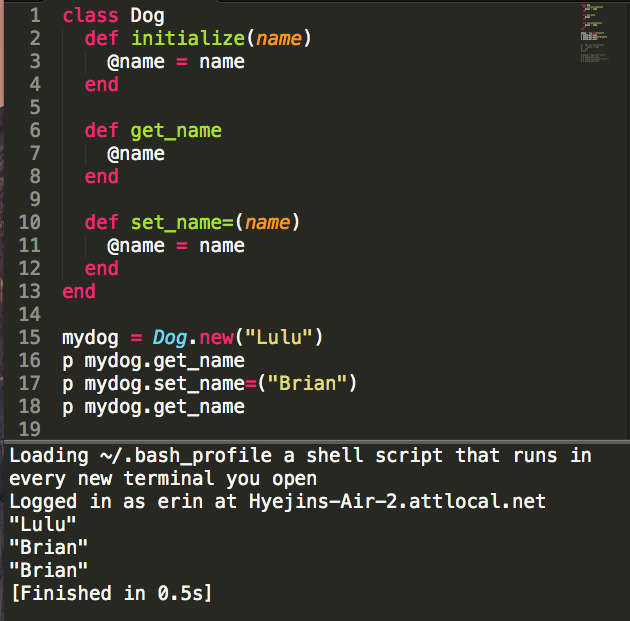 1 class Dog
2   def initialize(name)
3     @name = name
4   end
5
6   def get_name
7     @name
8   end
9
10   def set_name=(name)
11     @name = name
12   end
13 end
14
15 mydog = Dog.new("Lulu")
16 p mydog.get_name
17 p mydog.set_name=("Brian")
18 p mydog.get_name
19
Loading ~/.bash_profile a shell script that runs in
every new terminal you open
Logged in as erin at Hyejins-Air-2.attlocal.net
"Lulu"
"Brian"
"Brian"
[Finished in 0.5s]